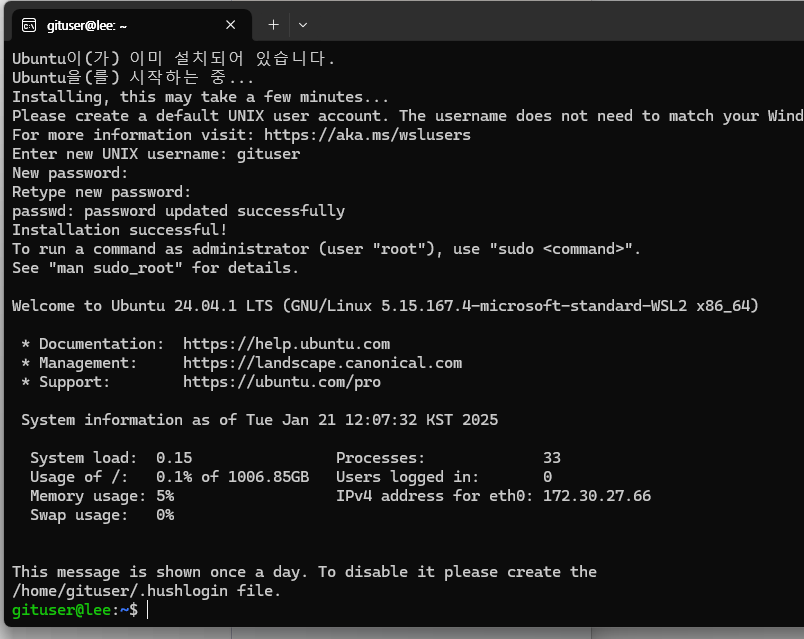 gituser@lee: ~
Ubuntu이(가) 이미 설치되어 있습니다.
Ubuntu을(를) 시작하는 중...
Installing, this may take a few minutes...
Please create a default UNIX user account. The username does not need to match your Wind
For more information visit: https://aka.ms/wslusers
Enter new UNIX username: gituser
New password:
Retype new password:
passwd: password updated successfully
Installation successful!
To run a command as administrator (user "root"), use "sudo <command>".
See "man sudo_root" for details.
Welcome to Ubuntu 24.04.1 LTS (GNU/Linux 5.15.167.4-microsoft-standard-WSL2 x86_64)
* Documentation:  https://help.ubuntu.com
* Management:     https://landscape.canonical.com
* Support:        https://ubuntu.com/pro
System information as of Tue Jan 21 12:07:32 KST 2025
System load:  0.15                Processes:             33
Usage of /:   0.1% of 1006.85GB   Users logged in:       0
Memory usage: 5%                  IPv4 address for eth0: 172.30.27.66
Swap usage:   0%
This message is shown once a day. To disable it please create the
/home/gituser/.hushlogin file.
gituser@lee:~$